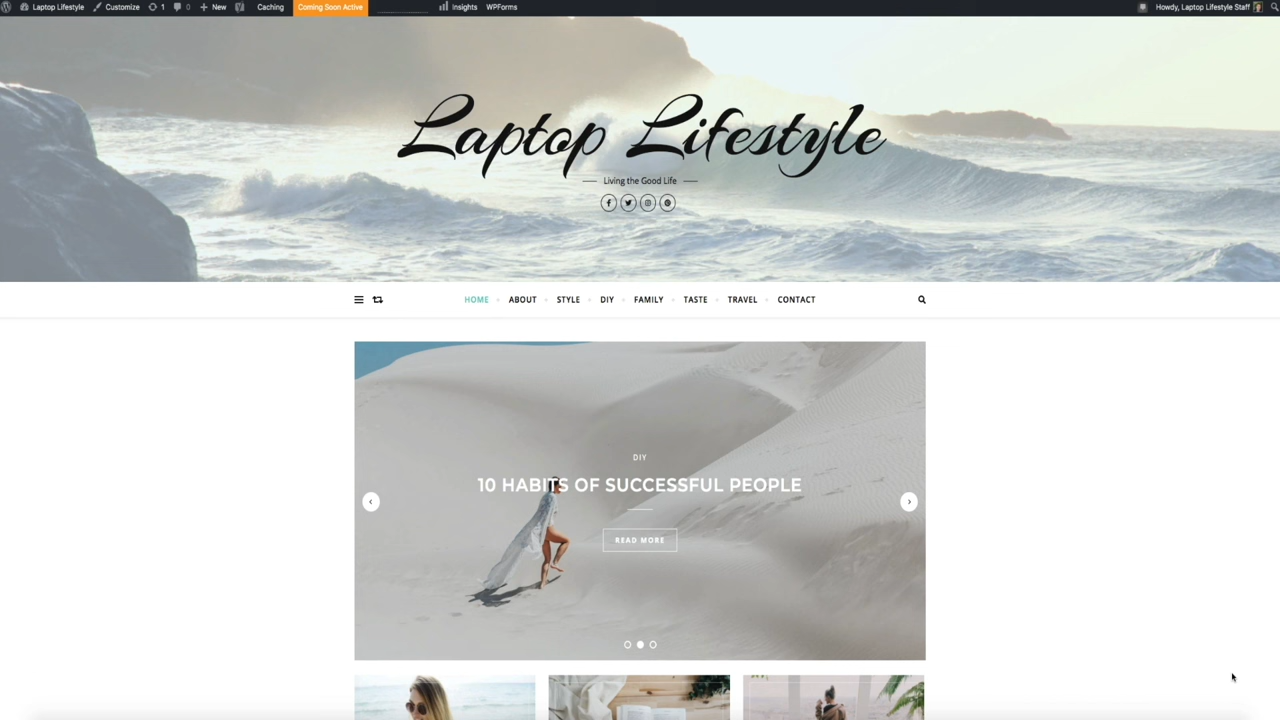 Laptop Lifestyle Customize 1 0 New Caching Coming Soon Active Insights WPForms Howdy, Laptop Lifestyle Staff
Laptop Lifestyle
Living the Good Life
HOME ABOUT STYLE DIY FAMILY TASTE TRAVEL CONTACT
DIY
10 HABITS OF SUCCESSFUL PEOPLE
READ MORE